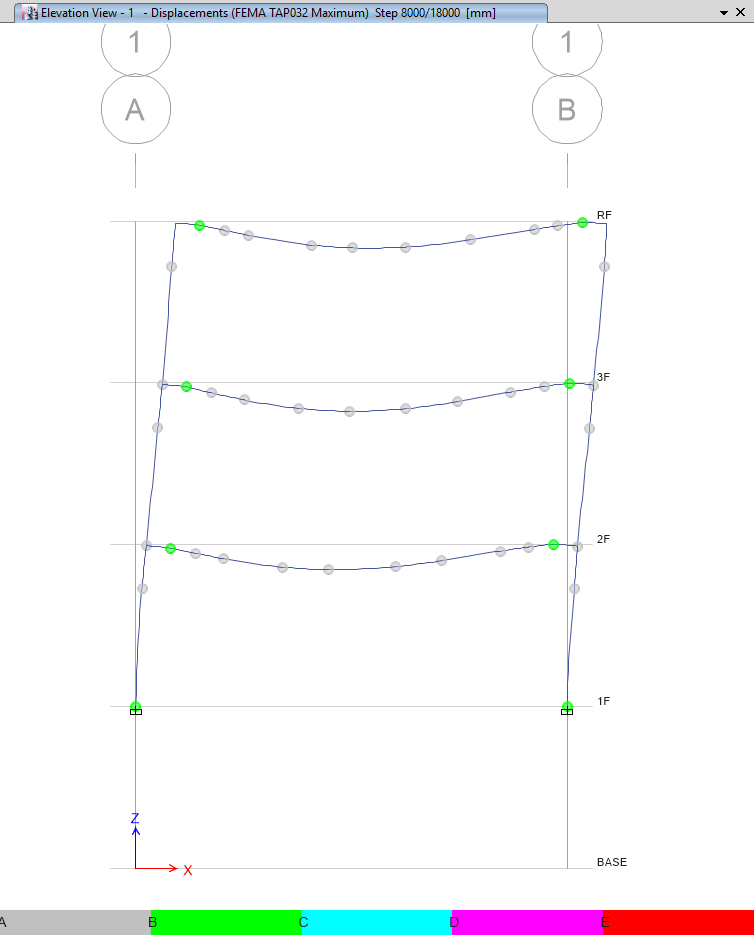 Elevation View - 1 - Displacements (FEMA TAP032 Maximum) Step 8000/18000 [mm]
1 1
A B
RF
3F
2F
1F
Z
X
BASE
A B C D E